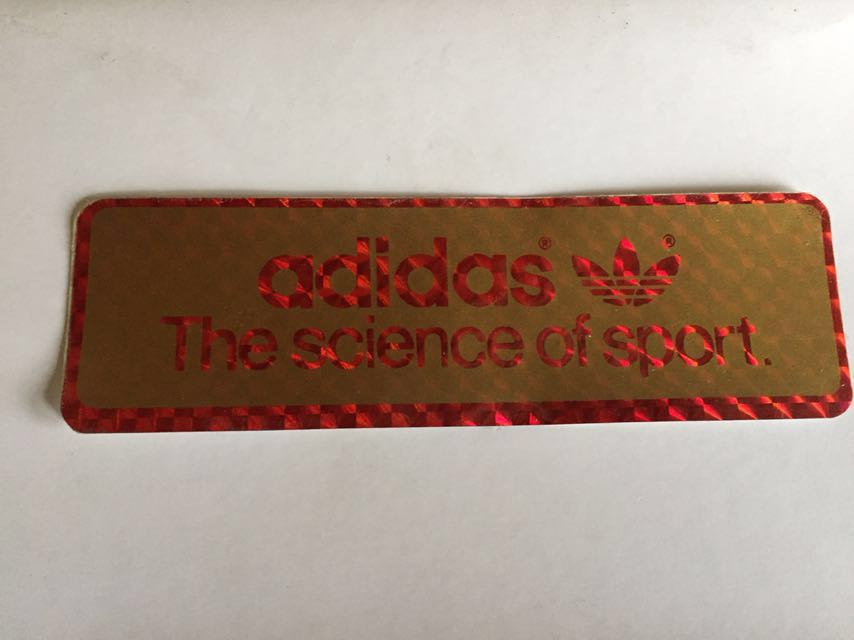 adidas® ®
The science of sport.